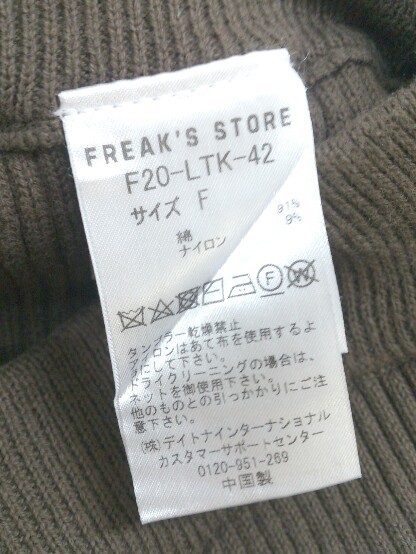 FREAK'S STORE
F20-LTK-42
サイズ F
綿 91%
ナイロン 9%
タンブラー乾燥禁止
アイロンはあて布を使用するよ
うにして下さい。
ドライクリーニングの場合は、
ネットを御使用下さい。
他のものとの引っかかりにご注
意下さい。
(株)デイトナインターナショナル
カスタマーサポートセンター
0120-951-269
中国製